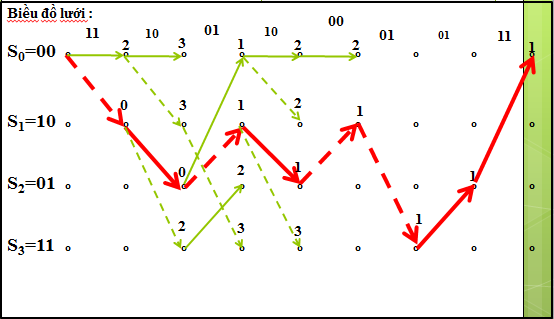 Biều đồ lưới :
11 10 01 10 00 01 01 11
S0=00 2 3 1 2 2 1
S1=10 0 3 1 2 1
S2=01 0 2 1 1
S3=11 2 3 3 1